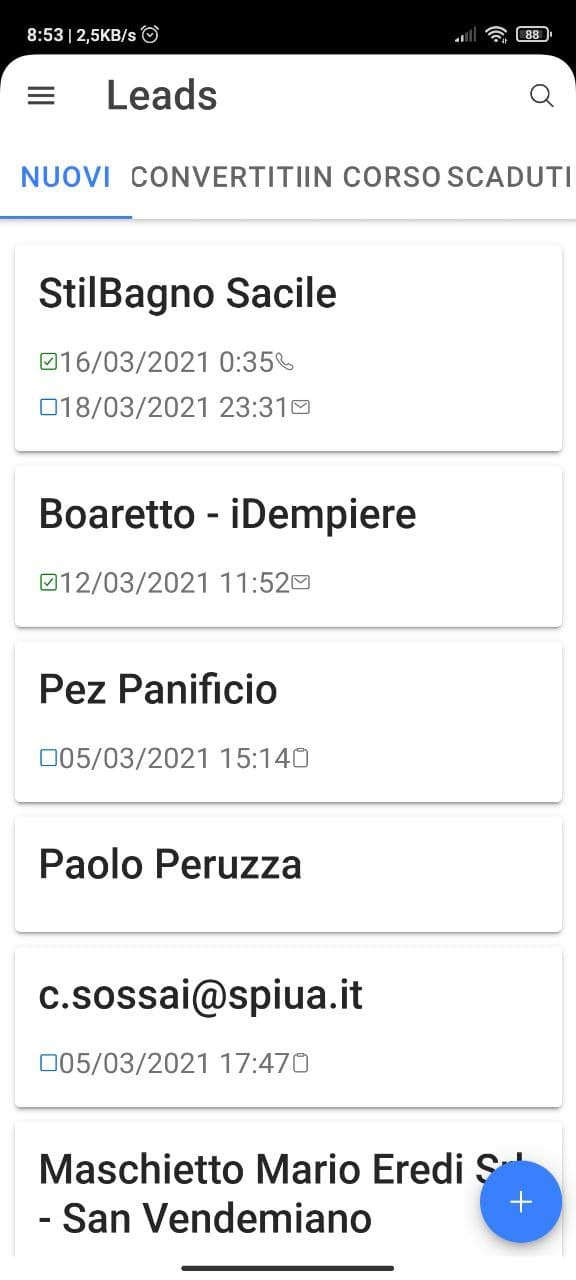 8:53 | 2,5KB/s
88
Leads
NUOVI CONVERTITI IN CORSO SCADUTI
StilBagno Sacile
16/03/2021 0:35
18/03/2021 23:31
Boaretto - iDempiere
12/03/2021 11:52
Pez Panificio
05/03/2021 15:14
Paolo Peruzza
c.sossai@spiua.it
05/03/2021 17:47
Maschietto Mario Eredi Srl
- San Vendemiano